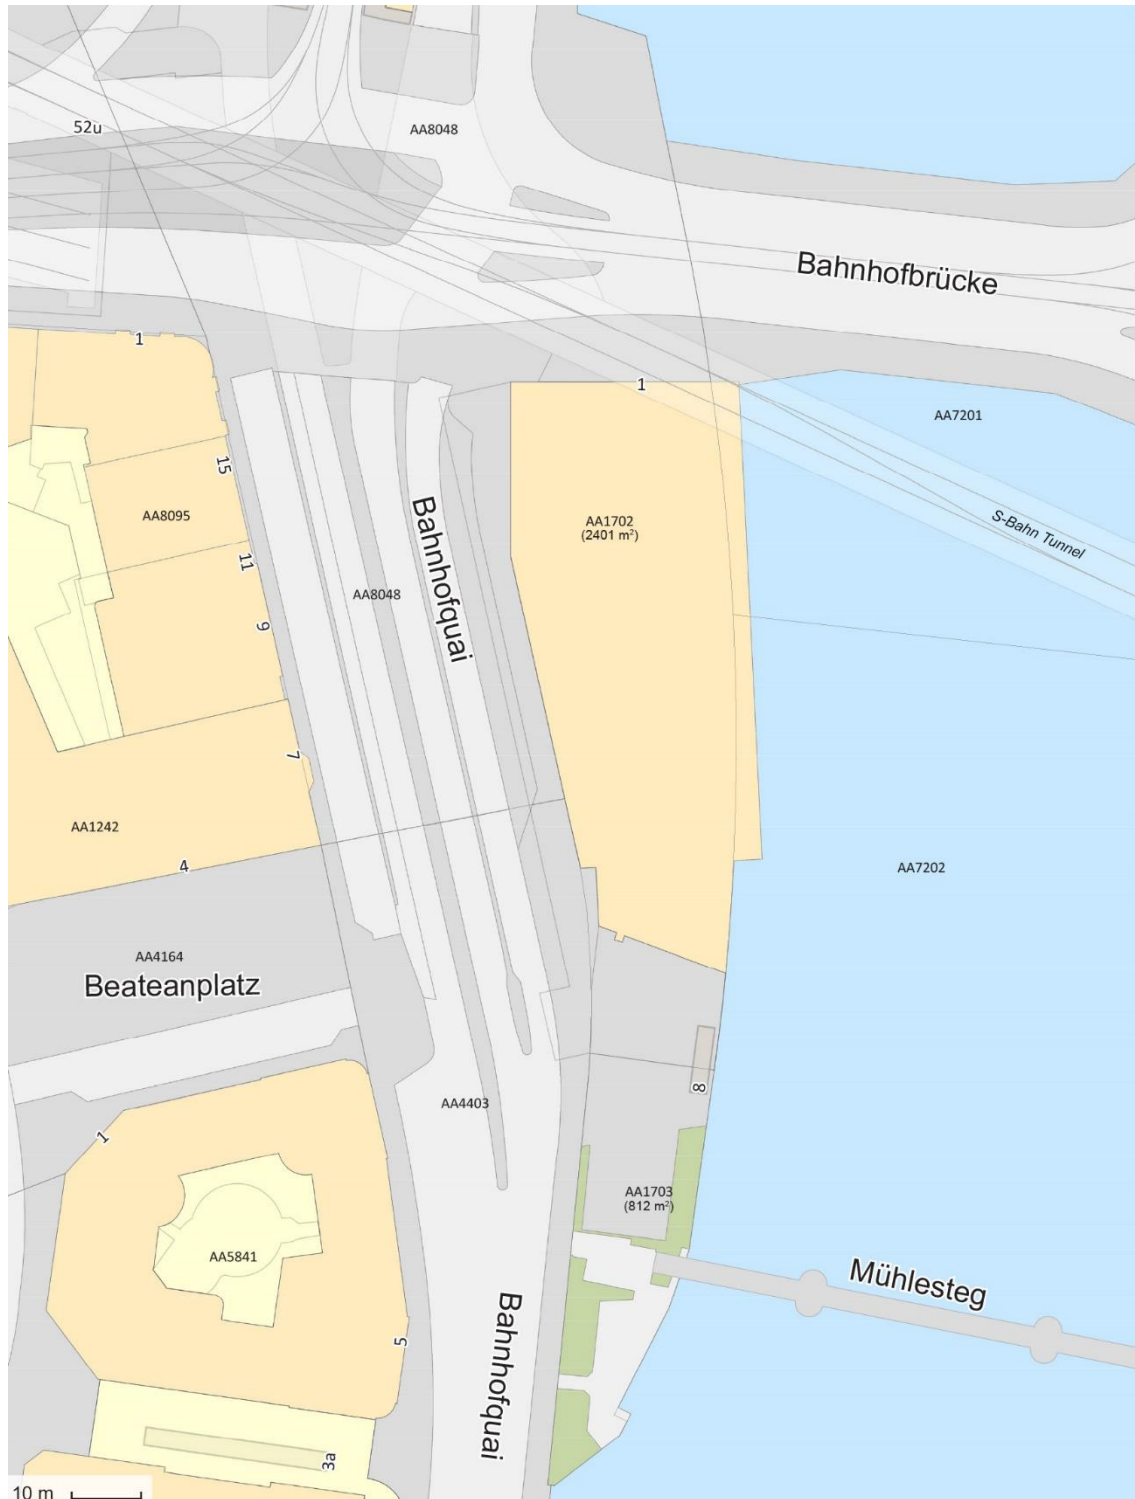 52u
AA8048
Bahnhofbrücke
1
1
AA7201
15
AA8095
AA1702
(2401 m²)
S-Bahn Tunnel
11
Bahnhofquai
AA8048
9
7
AA1242
4
AA7202
AA4164
Beateanplatz
8
AA4403
1
AA1703
(812 m²)
AA5841
Mühlesteg
5
Bahnhofquai
3a
10 m